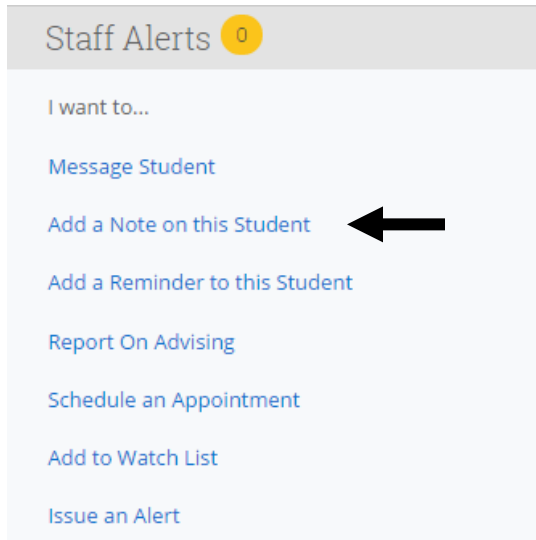 Staff Alerts 0
I want to...
Message Student
Add a Note on this Student
Add a Reminder to this Student
Report On Advising
Schedule an Appointment
Add to Watch List
Issue an Alert